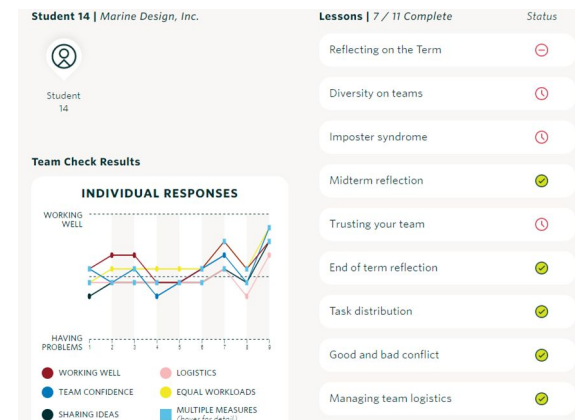 Student 14 | Marine Design, Inc.
Student
14
Team Check Results
INDIVIDUAL RESPONSES
WORKING
WELL
HAVING
PROBLEMS
1 2 3 4 5 6 7 8 9
WORKING WELL
LOGISTICS
TEAM CONFIDENCE
EQUAL WORKLOADS
SHARING IDEAS
MULTIPLE MEASURES
(hover for detail)
Lessons | 7 / 11 Complete
Status
Reflecting on the Term
Diversity on teams
Imposter syndrome
Midterm reflection
Trusting your team
End of term reflection
Task distribution
Good and bad conflict
Managing team logistics